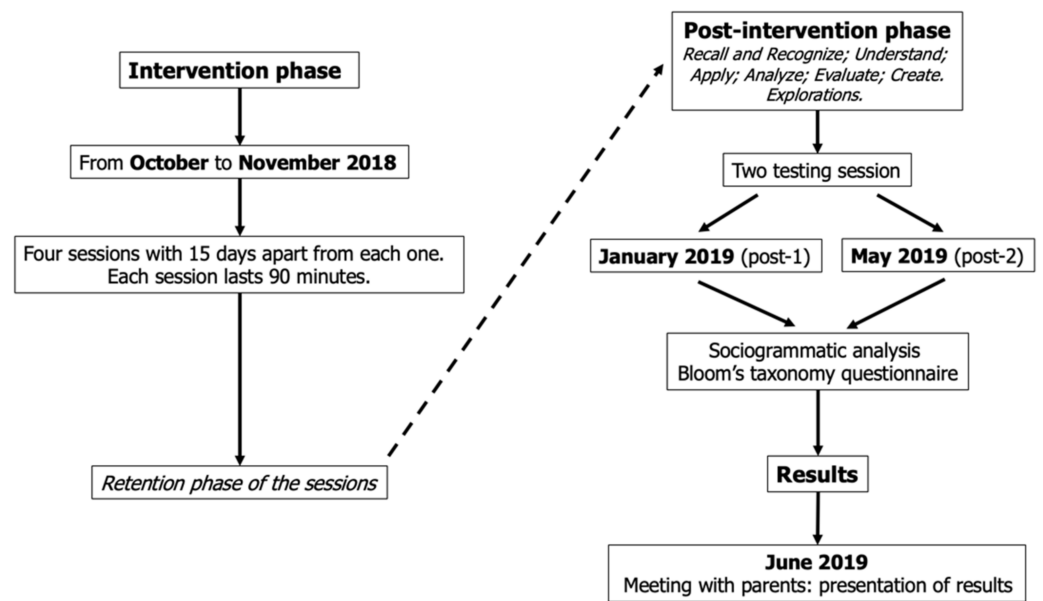 Intervention phase
From October to November 2018
Four sessions with 15 days apart from each one.
Each session lasts 90 minutes.
Retention phase of the sessions
Post-intervention phase
Recall and Recognize; Understand;
Apply; Analyze; Evaluate; Create.
Explorations.
Two testing session
January 2019 (post-1)
May 2019 (post-2)
Sociogrammatic analysis
Bloom's taxonomy questionnaire
Results
June 2019
Meeting with parents: presentation of results